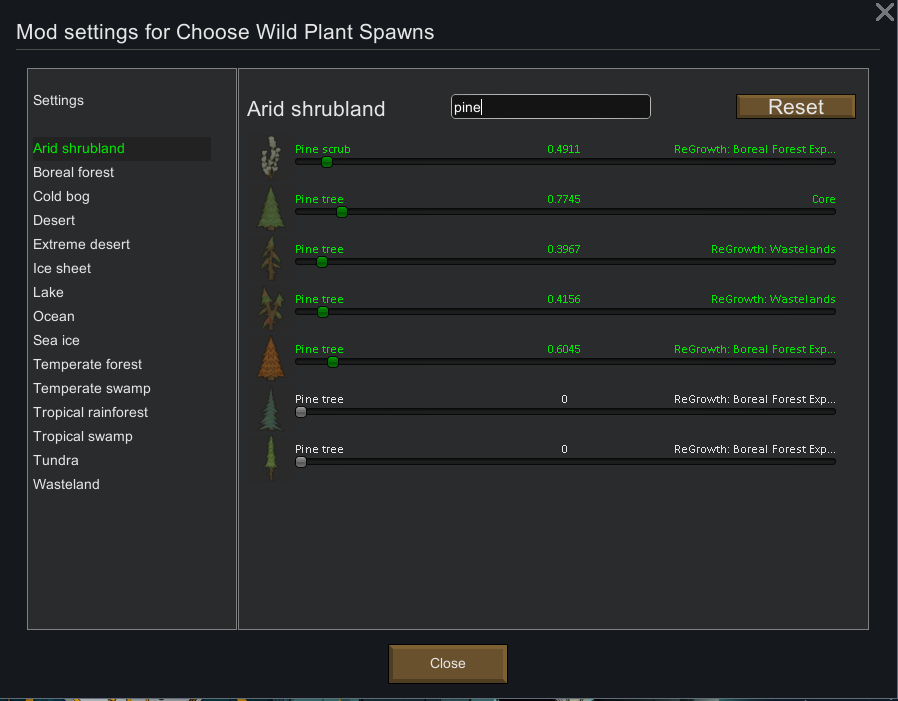 Mod settings for Choose Wild Plant Spawns
Settings
Arid shrubland
Boreal forest
Cold bog
Desert
Extreme desert
Ice sheet
Lake
Ocean
Sea ice
Temperate forest
Temperate swamp
Tropical rainforest
Tropical swamp
Tundra
Wasteland
Arid shrubland pine Reset
Pine scrub 0.4911 ReGrowth: Boreal Forest Exp...
Pine tree 0.7745 Core
Pine tree 0.3967 ReGrowth: Wastelands
Pine tree 0.4156 ReGrowth: Wastelands
Pine tree 0.6045 ReGrowth: Boreal Forest Exp...
Pine tree 0 ReGrowth: Boreal Forest Exp...
Pine tree 0 ReGrowth: Boreal Forest Exp...
Close